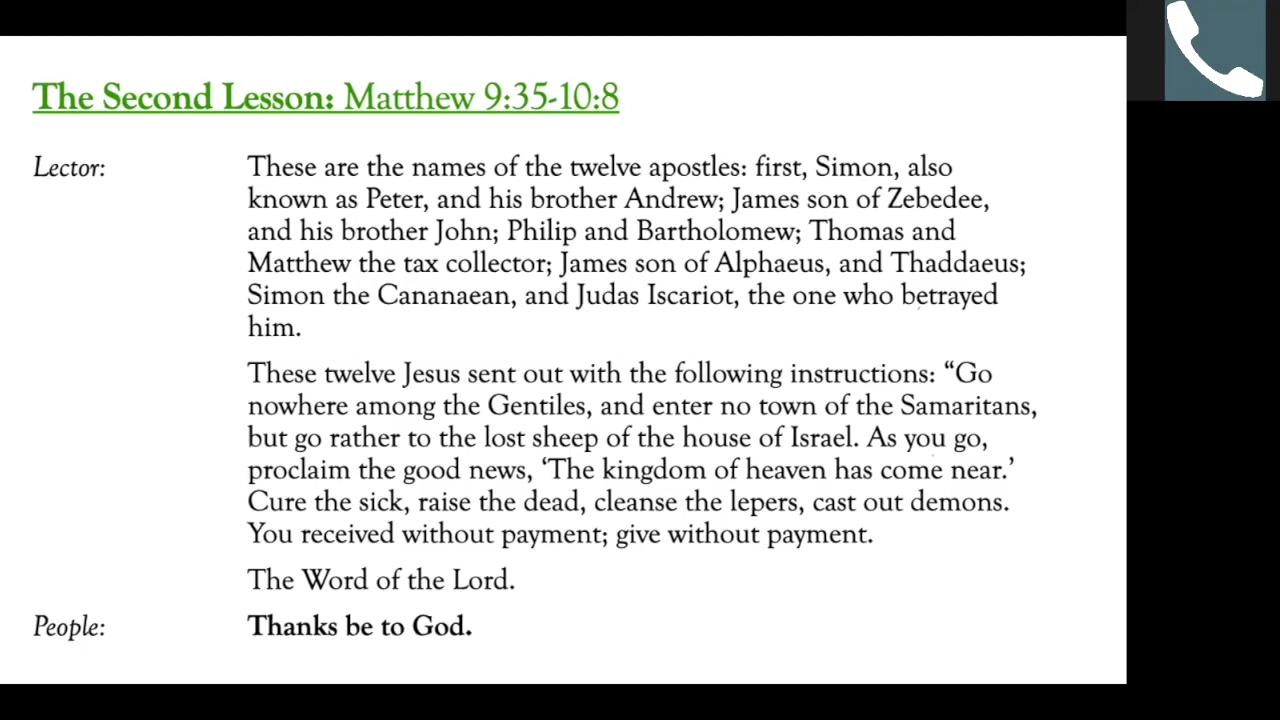 The Second Lesson: Matthew 9:35-10:8
Lector:
These are the names of the twelve apostles: first, Simon, also
known as Peter, and his brother Andrew; James son of Zebedee,
and his brother John; Philip and Bartholomew; Thomas and
Matthew the tax collector; James son of Alphaeus, and Thaddaeus;
Simon the Cananaean, and Judas Iscariot, the one who betrayed
him.
These twelve Jesus sent out with the following instructions: “Go
nowhere among the Gentiles, and enter no town of the Samaritans,
but go rather to the lost sheep of the house of Israel. As you go,
proclaim the good news, ‘The kingdom of heaven has come near.’
Cure the sick, raise the dead, cleanse the lepers, cast out demons.
You received without payment; give without payment.
The Word of the Lord.
People:
Thanks be to God.